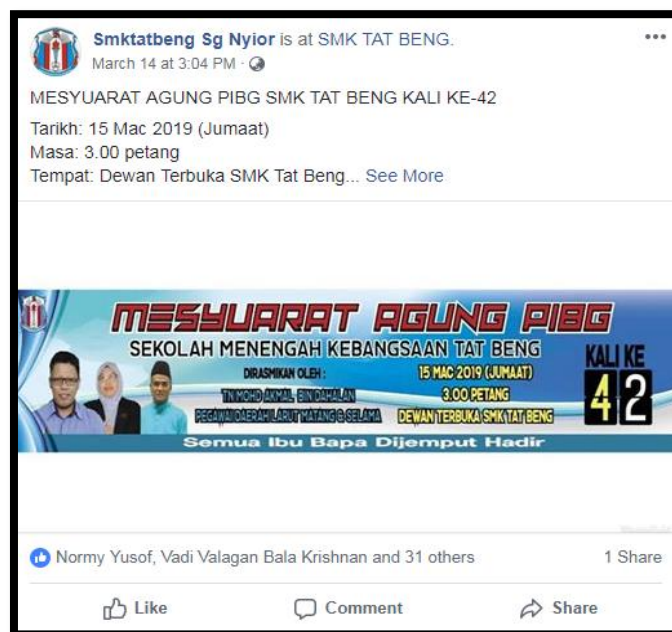 Smktatbeng Sg Nyior is at SMK TAT BENG.
March 14 at 3:04 PM ·
MESYUARAT AGUNG PIBG SMK TAT BENG KALI KE-42
Tarikh: 15 Mac 2019 (Jumaat)
Masa: 3.00 petang
Tempat: Dewan Terbuka SMK Tat Beng... See More
MESYUARAT AGUNG PIBG
SEKOLAH MENENGAH KEBANGSAAN TAT BENG
DIRASMIKAN OLEH :
TN MOHD AKMAL BIN DAHALAN
PEGAWAI DAERAH LARUT MATANG & SELAMA
15 MAC 2019 (JUMAAT)
3.00 PETANG
DEWAN TERBUKA SMK TAT BENG
KALI KE
42
Semua Ibu Bapa Dijemput Hadir
Normy Yusof, Vadi Valagan Bala Krishnan and 31 others 1 Share
Like Comment Share